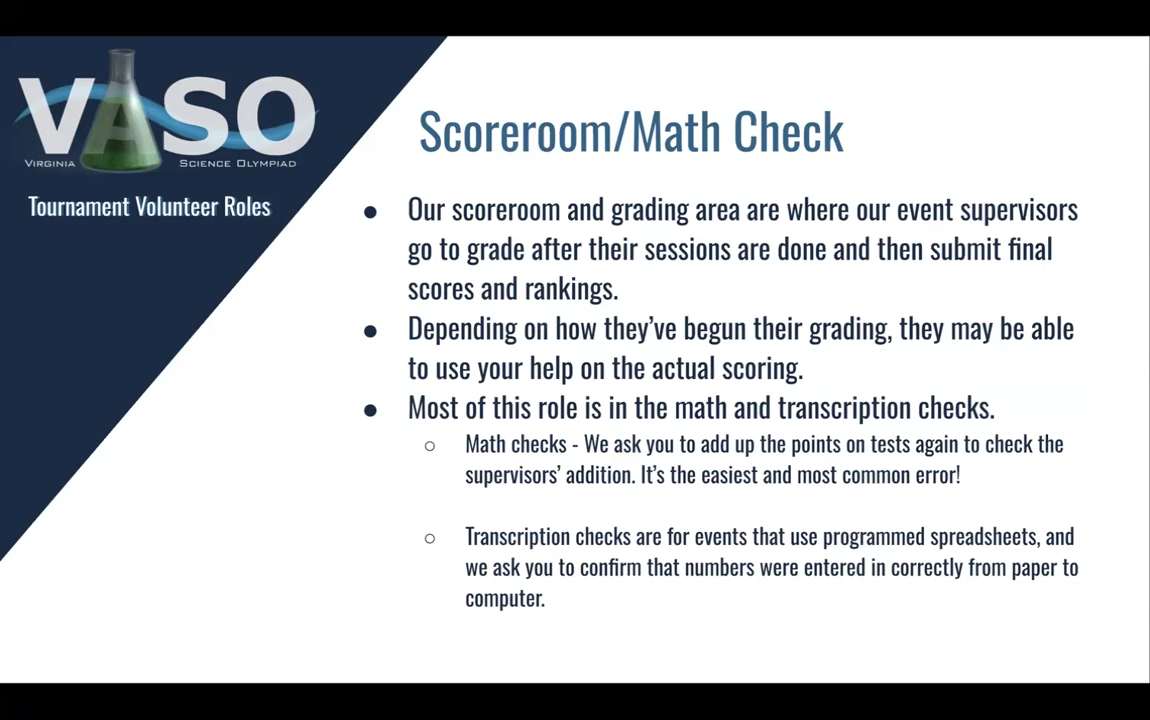 VASO
VIRGINIA SCIENCE OLYMPIAD
Tournament Volunteer Roles
Scoreroom/Math Check
● Our scoreroom and grading area are where our event supervisors
go to grade after their sessions are done and then submit final
scores and rankings.
● Depending on how they’ve begun their grading, they may be able
to use your help on the actual scoring.
● Most of this role is in the math and transcription checks.
○ Math checks - We ask you to add up the points on tests again to check the
supervisors’ addition. It’s the easiest and most common error!
○ Transcription checks are for events that use programmed spreadsheets, and
we ask you to confirm that numbers were entered in correctly from paper to
computer.